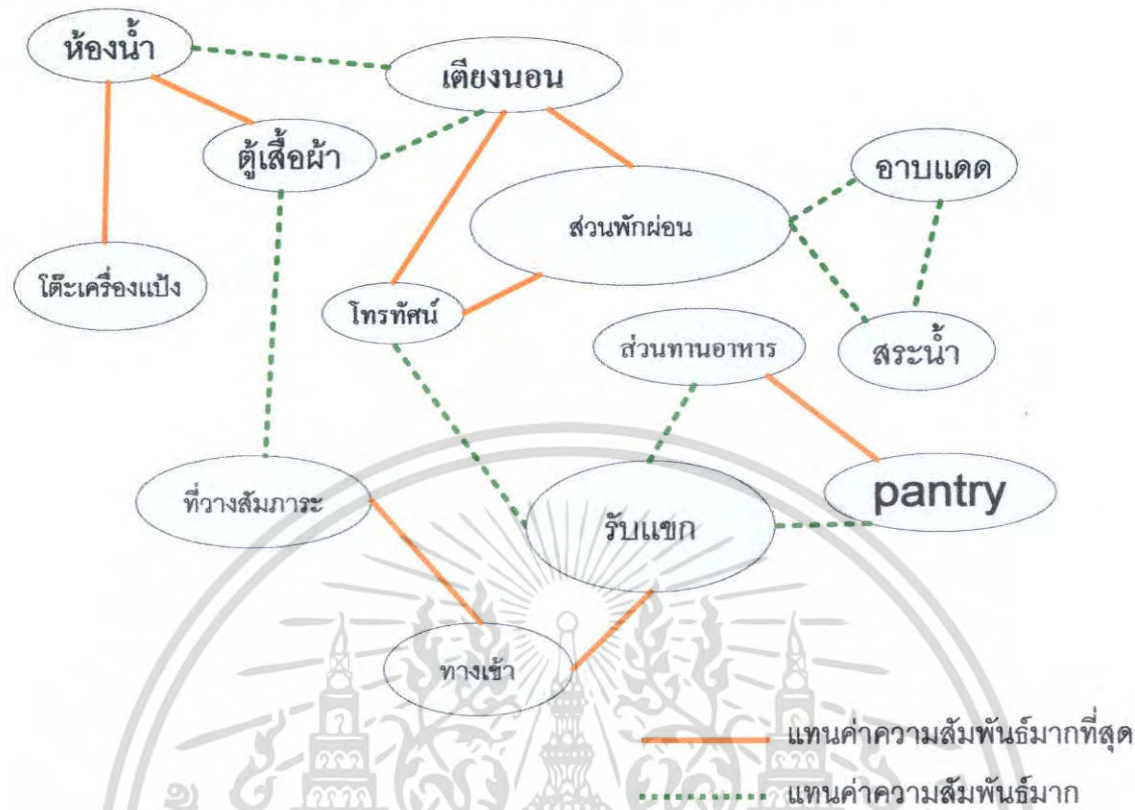 ห้องน้ำ
เตียงนอน
ตู้เสื้อผ้า
อาบแดด
ส่วนพักผ่อน
โต๊ะเครื่องแป้ง
โทรทัศน์
ส่วนทานอาหาร
สระน้ำ
ที่วางสัมภาระ
รับแขก
pantry
ทางเข้า
แทนค่าความสัมพันธ์มากที่สุด
แทนค่าความสัมพันธ์มาก